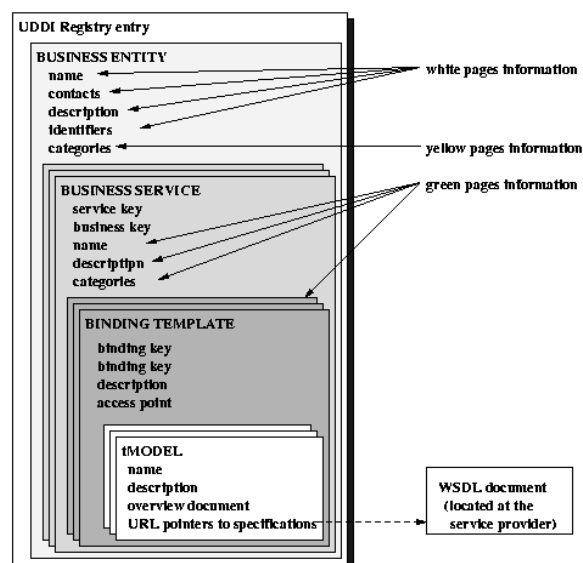 UDDI Registry entry
BUSINESS ENTITY
name
contacts
description
identifiers
categories
white pages information
yellow pages information
green pages information
BUSINESS SERVICE
service key
business key
name
descriptipn
categories
BINDING TEMPLATE
binding key
binding key
description
access point
tMODEL
name
description
overview document
URL pointers to specifications
WSDL document
(located at the
service provider)